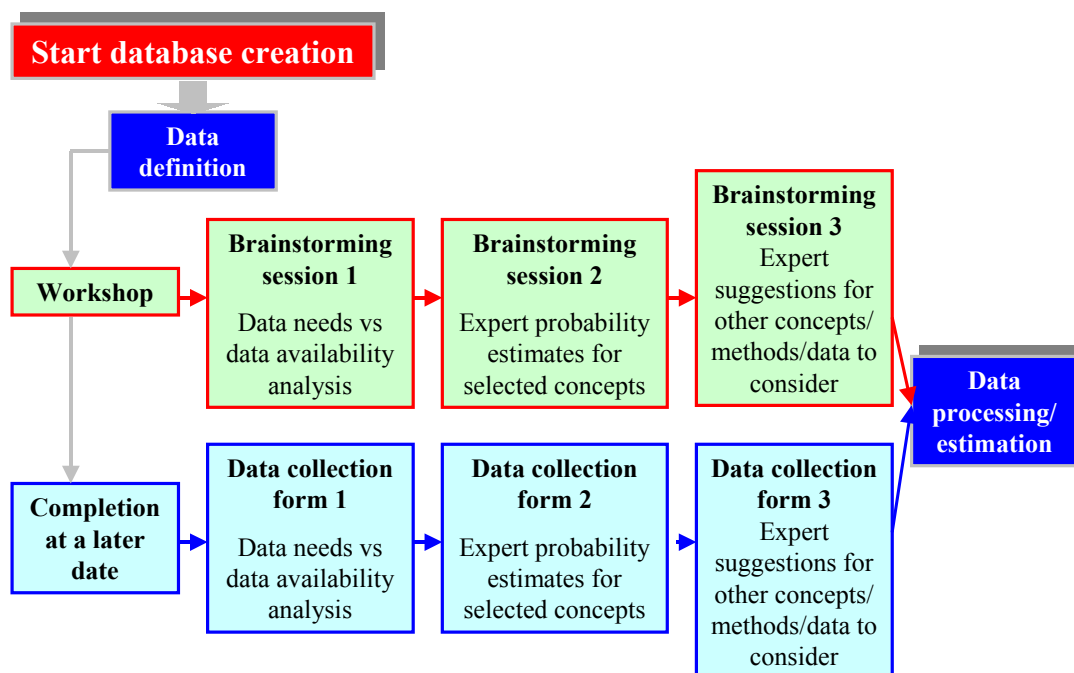 Start database creation
Data
definition
Workshop
Brainstorming
session 1
Data needs vs
data availability
analysis
Brainstorming
session 2
Expert probability
estimates for
selected concepts
Brainstorming
session 3
Expert
suggestions for
other concepts/
methods/data to
consider
Data
processing/
estimation
Completion
at a later
date
Data collection
form 1
Data needs vs
data availability
analysis
Data collection
form 2
Expert probability
estimates for
selected concepts
Data collection
form 3
Expert
suggestions for
other concepts/
methods/data to
consider